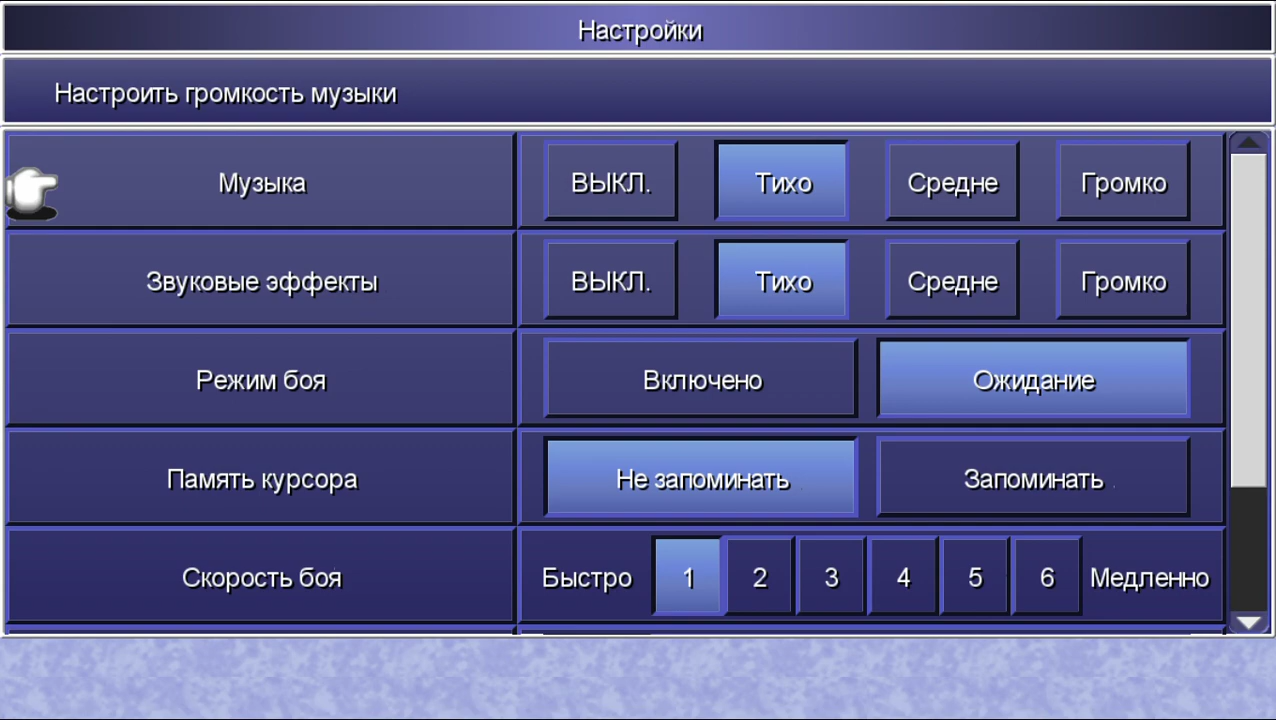 Настройки
Настроить громкость музыки
Музыка ВЫКЛ. Тихо Средне Громко
Звуковые эффекты ВЫКЛ. Тихо Средне Громко
Режим боя Включено Ожидание
Память курсора Не запоминать Запоминать
Скорость боя Быстро 1 2 3 4 5 6 Медленно